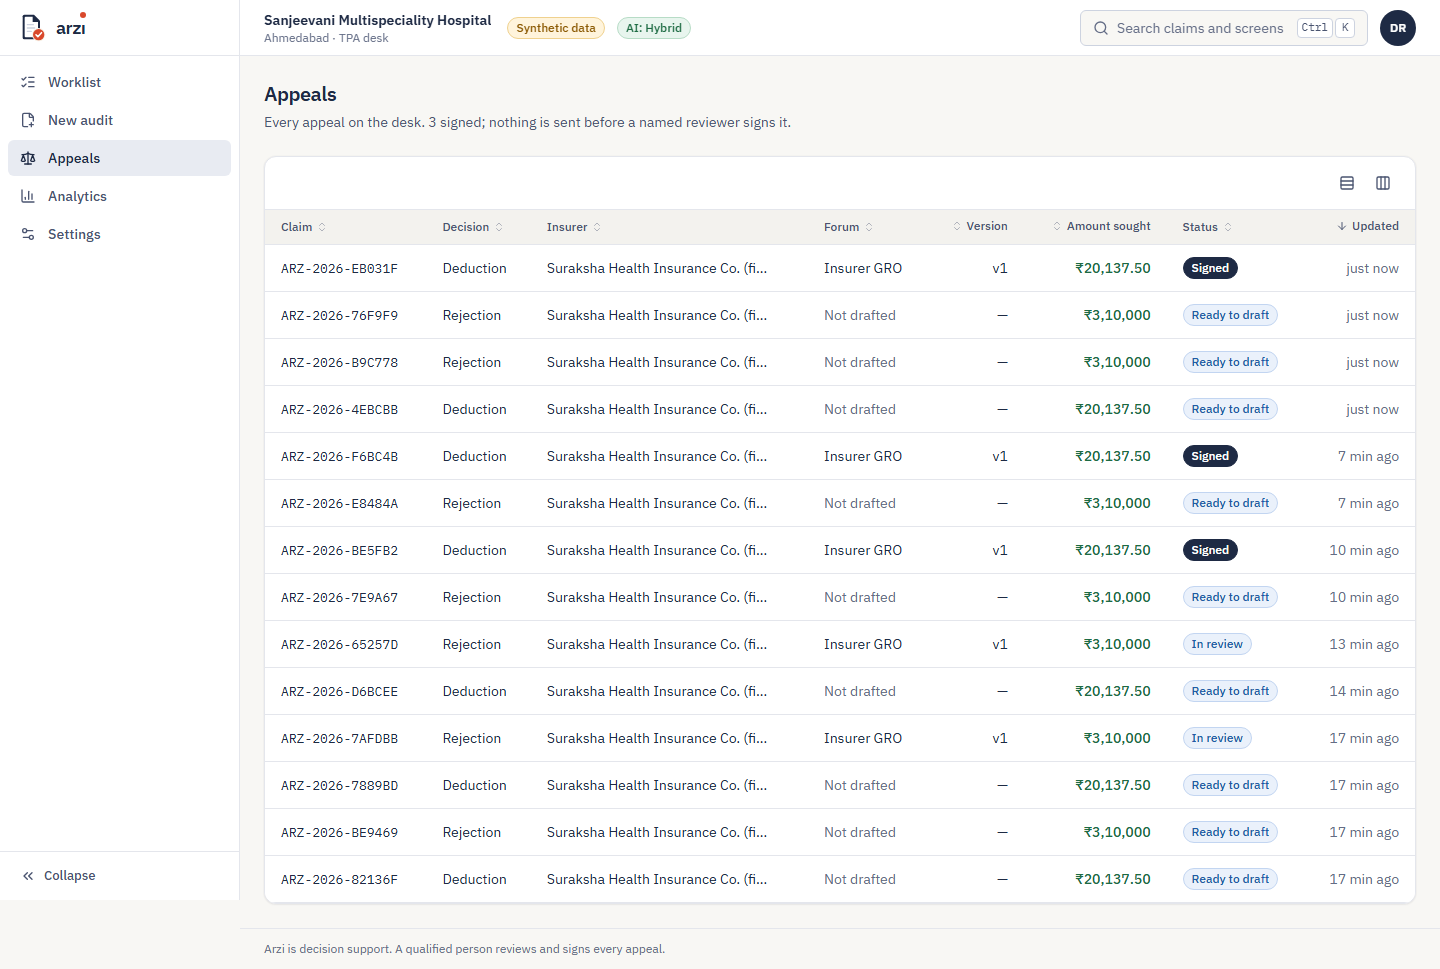 arzi
Sanjeevani Multispeciality Hospital
Ahmedabad · TPA desk
Synthetic data
AI: Hybrid
Search claims and screens
Ctrl K
DR
Worklist
New audit
Appeals
Analytics
Settings
Collapse
Appeals
Every appeal on the desk. 3 signed; nothing is sent before a named reviewer signs it.
Claim Decision Insurer Forum Version Amount sought Status Updated
ARZ-2026-EB031F Deduction Suraksha Health Insurance Co. (fi... Insurer GRO v1 ₹20,137.50 Signed just now
ARZ-2026-76F9F9 Rejection Suraksha Health Insurance Co. (fi... Not drafted — ₹3,10,000 Ready to draft just now
ARZ-2026-B9C778 Rejection Suraksha Health Insurance Co. (fi... Not drafted — ₹3,10,000 Ready to draft just now
ARZ-2026-4EBCBB Deduction Suraksha Health Insurance Co. (fi... Not drafted — ₹20,137.50 Ready to draft just now
ARZ-2026-F6BC4B Deduction Suraksha Health Insurance Co. (fi... Insurer GRO v1 ₹20,137.50 Signed 7 min ago
ARZ-2026-E8484A Rejection Suraksha Health Insurance Co. (fi... Not drafted — ₹3,10,000 Ready to draft 7 min ago
ARZ-2026-BE5FB2 Deduction Suraksha Health Insurance Co. (fi... Insurer GRO v1 ₹20,137.50 Signed 10 min ago
ARZ-2026-7E9A67 Rejection Suraksha Health Insurance Co. (fi... Not drafted — ₹3,10,000 Ready to draft 10 min ago
ARZ-2026-65257D Rejection Suraksha Health Insurance Co. (fi... Insurer GRO v1 ₹3,10,000 In review 13 min ago
ARZ-2026-D6BCEE Deduction Suraksha Health Insurance Co. (fi... Not drafted — ₹20,137.50 Ready to draft 14 min ago
ARZ-2026-7AFDBB Rejection Suraksha Health Insurance Co. (fi... Insurer GRO v1 ₹3,10,000 In review 17 min ago
ARZ-2026-7889BD Deduction Suraksha Health Insurance Co. (fi... Not drafted — ₹20,137.50 Ready to draft 17 min ago
ARZ-2026-BE9469 Rejection Suraksha Health Insurance Co. (fi... Not drafted — ₹3,10,000 Ready to draft 17 min ago
ARZ-2026-82136F Deduction Suraksha Health Insurance Co. (fi... Not drafted — ₹20,137.50 Ready to draft 17 min ago
Arzi is decision support. A qualified person reviews and signs every appeal.